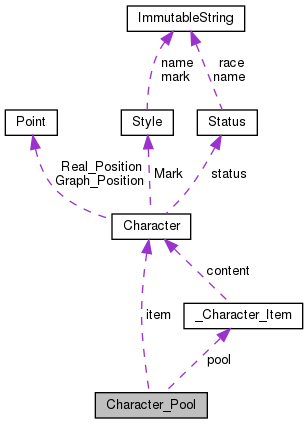 ImmutableString
name
mark
race
name
Point
Style
Status
Real_Position
Graph_Position
Mark
status
Character
content
_Character_Item
item
pool
Character_Pool